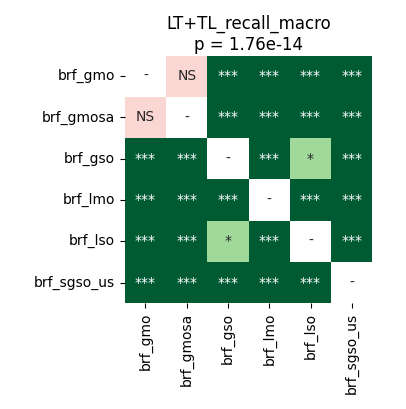 LT+TL_recall_macro
p = 1.76e-14
brf_gmo - NS *** *** *** ***
brf_gmosa NS - *** *** *** ***
brf_gso *** *** - *** * ***
brf_lmo *** *** *** - *** ***
brf_lso *** *** * *** - ***
brf_sgso_us *** *** *** *** *** -
brf_gmo brf_gmosa brf_gso brf_lmo brf_lso brf_sgso_us